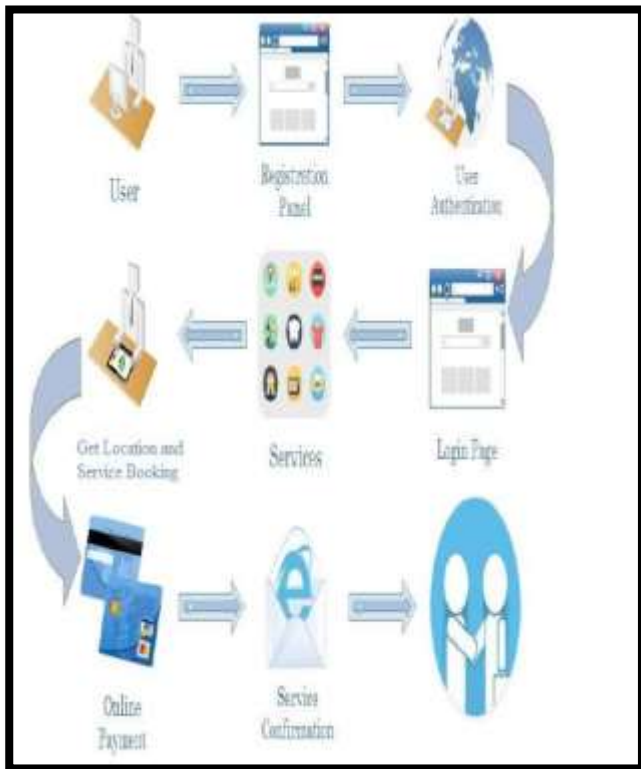 User
Registration
Panel
User
Authentication
Get Location and
Service Booking
Services
Login Page
Online
Payment
Service
Confirmation